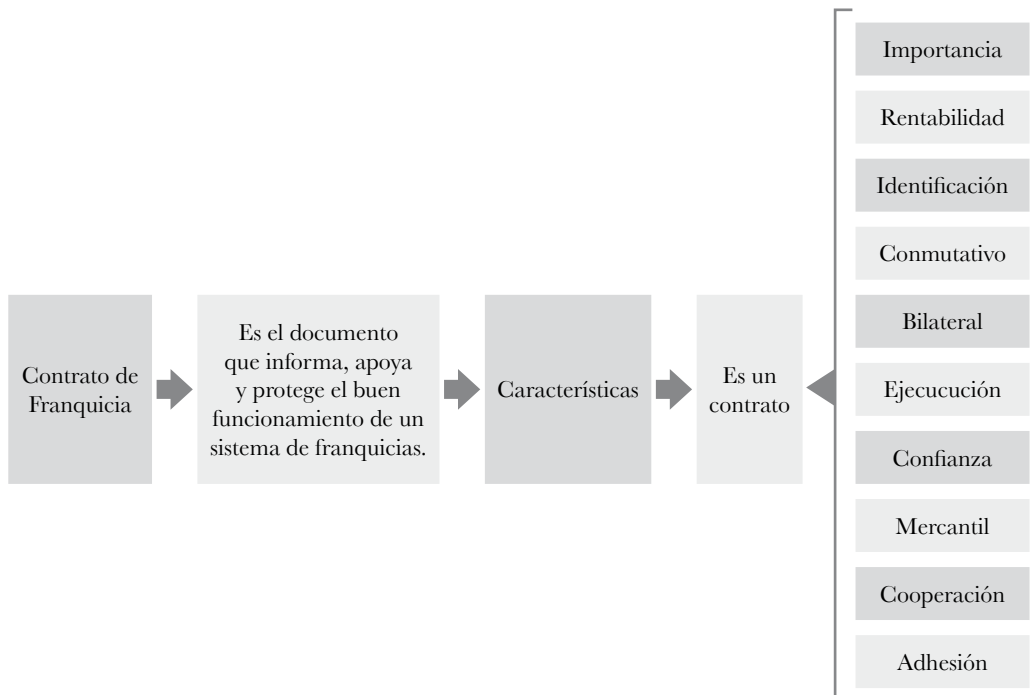 Contrato de
Franquicia
Es el documento
que informa, apoya
y protege el buen
funcionamiento de un
sistema de franquicias.
Características
Es un
contrato
Importancia
Rentabilidad
Identificación
Conmutativo
Bilateral
Ejecucución
Confianza
Mercantil
Cooperación
Adhesión